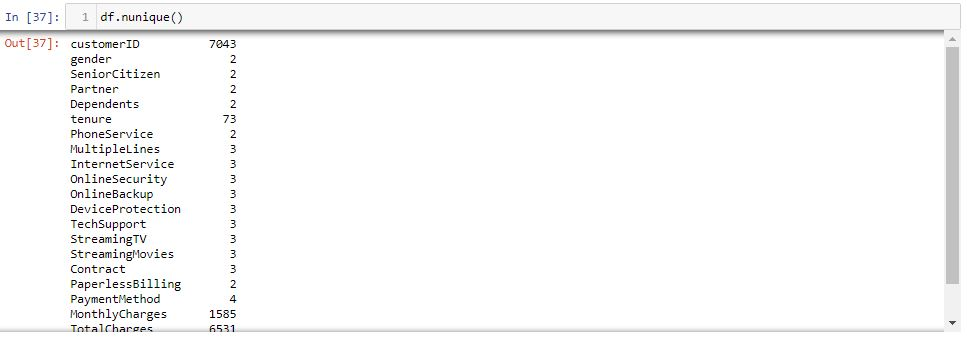 In [37]: 1 df.nunique()
Out[37]: customerID 7043
gender 2
SeniorCitizen 2
Partner 2
Dependents 2
tenure 73
PhoneService 2
MultipleLines 3
InternetService 3
OnlineSecurity 3
OnlineBackup 3
DeviceProtection 3
TechSupport 3
StreamingTV 3
StreamingMovies 3
Contract 3
PaperlessBilling 2
PaymentMethod 4
MonthlyCharges 1585
TotalCharges 6531